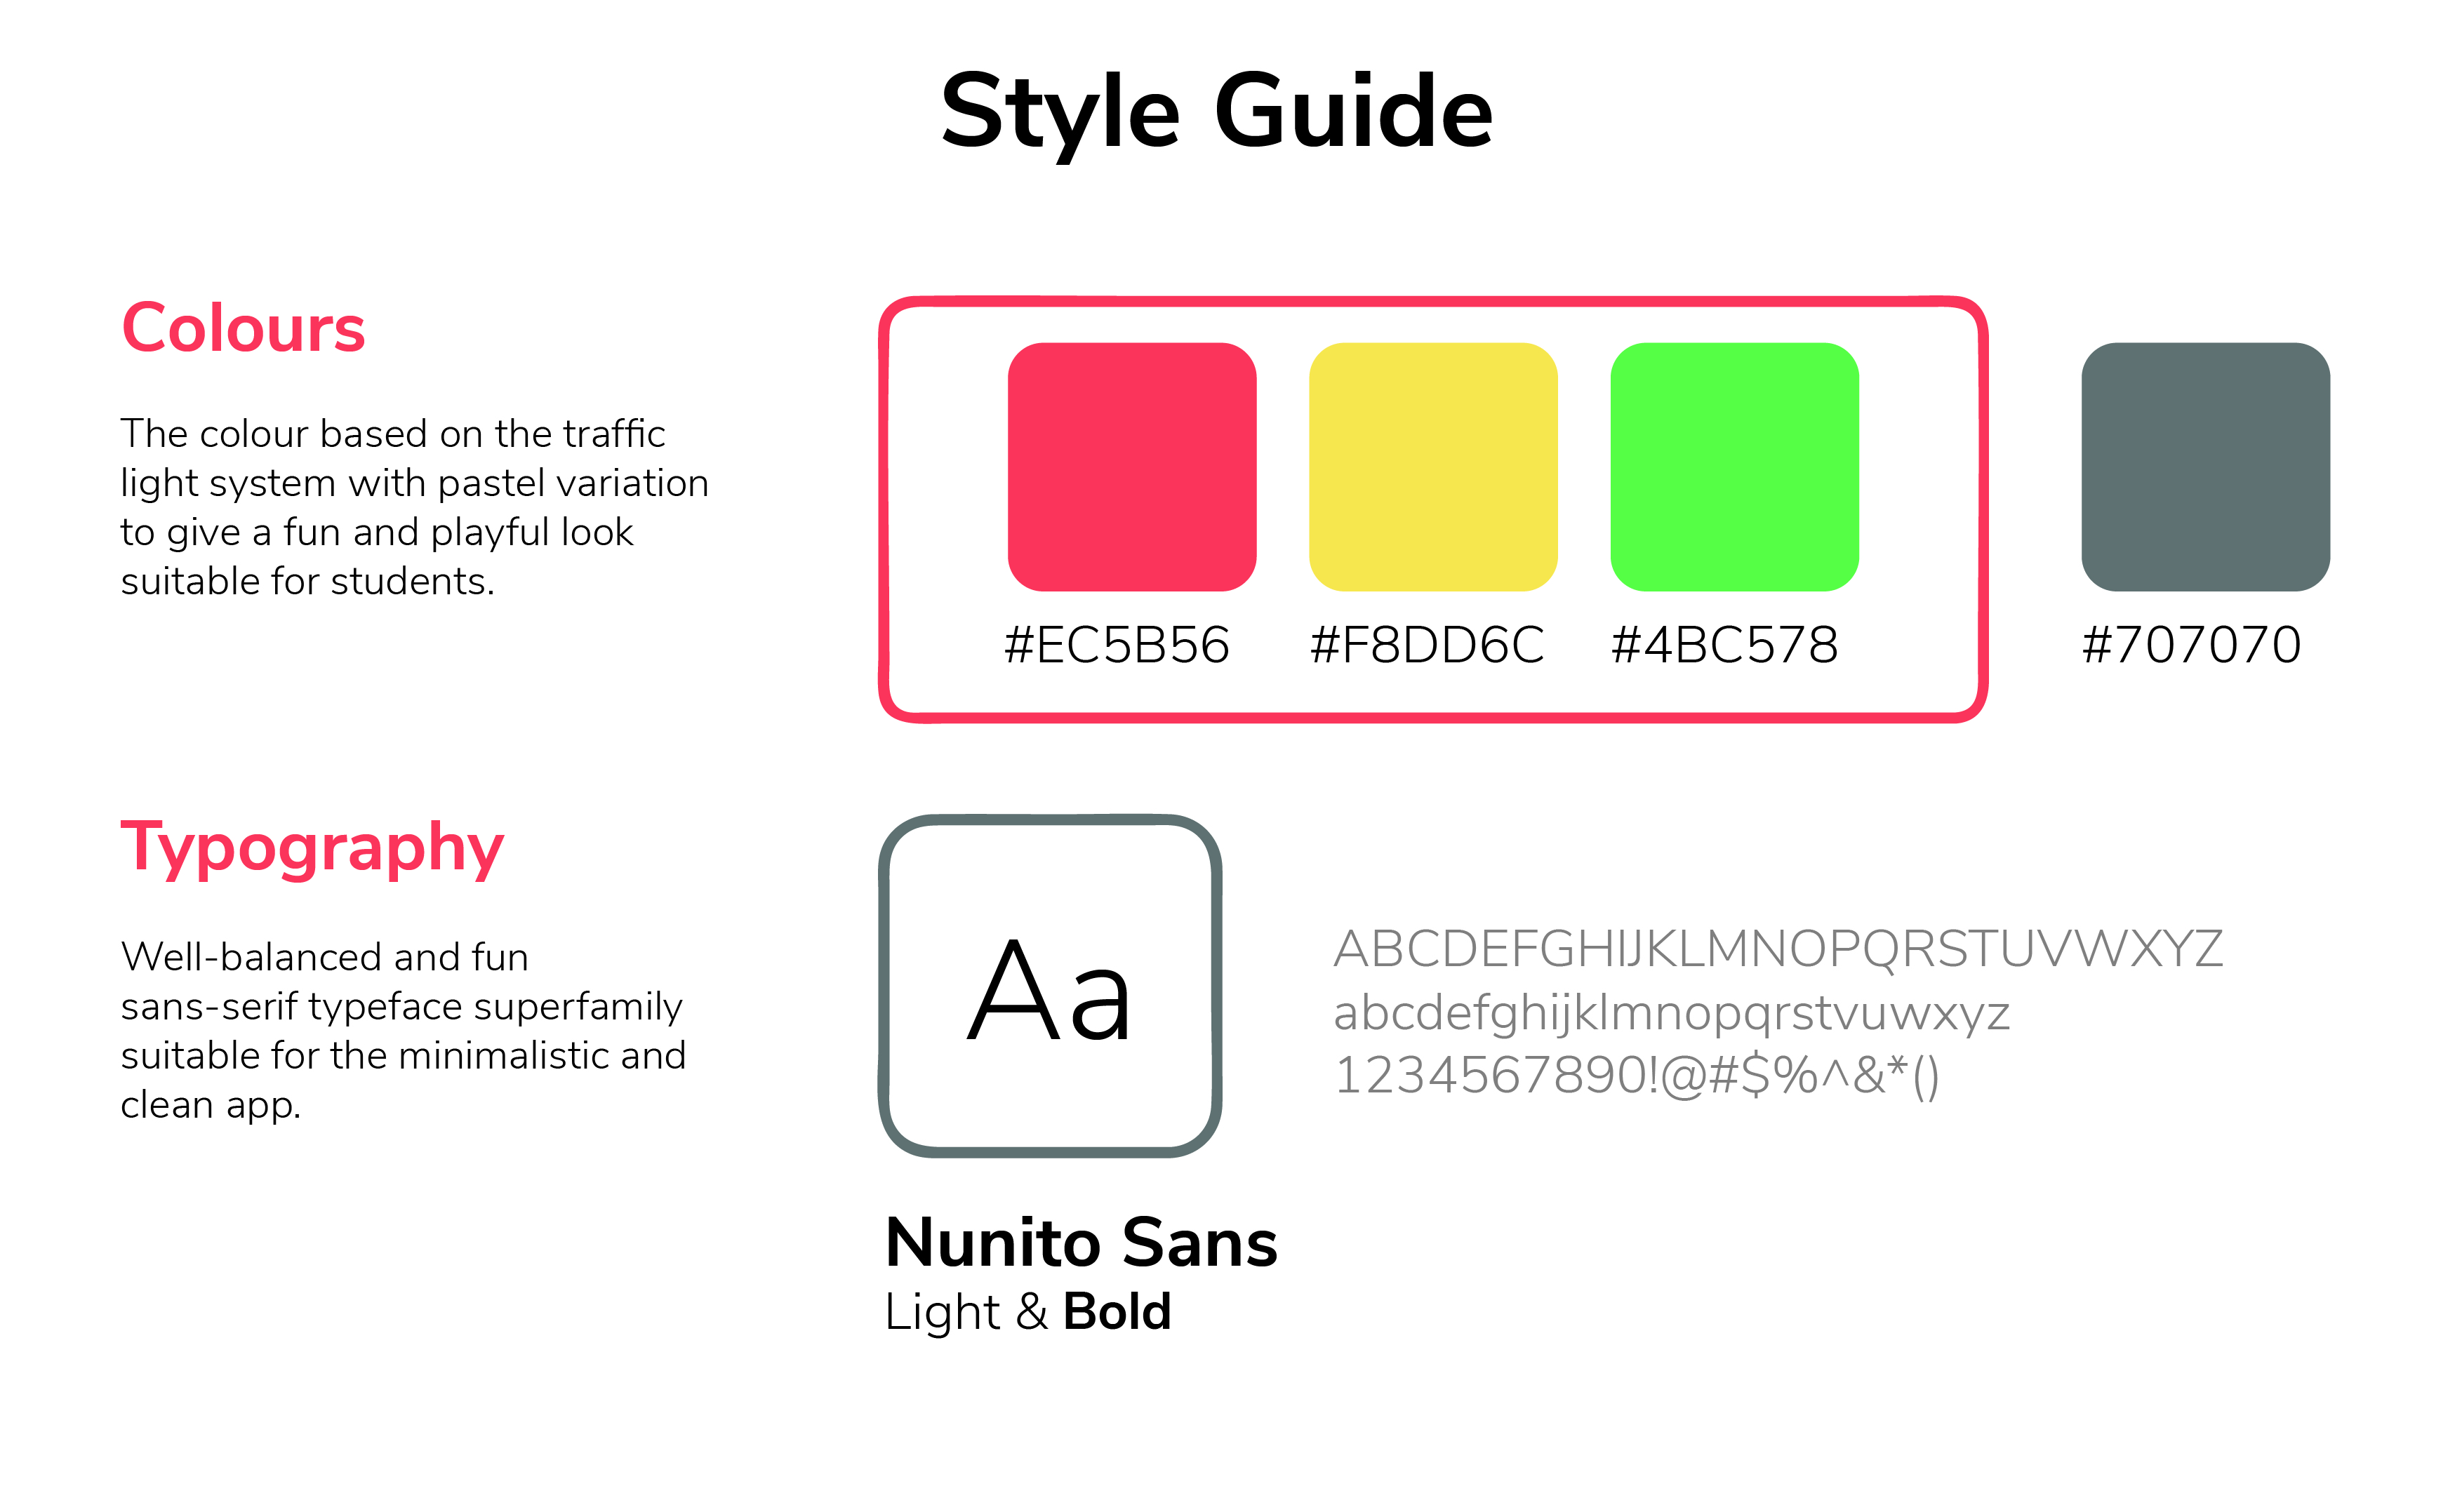 Style Guide
Colours
The colour based on the traffic
light system with pastel variation
to give a fun and playful look
suitable for students.
#EC5B56
#F8DD6C
#4BC578
#707070
Typography
Well-balanced and fun
sans-serif typeface superfamily
suitable for the minimalistic and
clean app.
Aa
ABCDEFGHIJKLMNOPQRSTUVWXYZ
abcdefghijklmnopqrstvuwxyz
1234567890!@#$%^&*()
Nunito Sans
Light & Bold